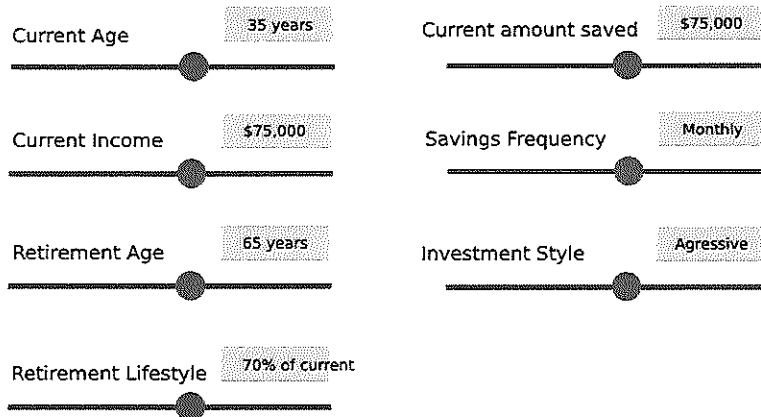 Current Age
35 years
Current Income
$75,000
Retirement Age
65 years
Retirement Lifestyle
70% of current
Current amount saved
$75,000
Savings Frequency
Monthly
Investment Style
Agressive